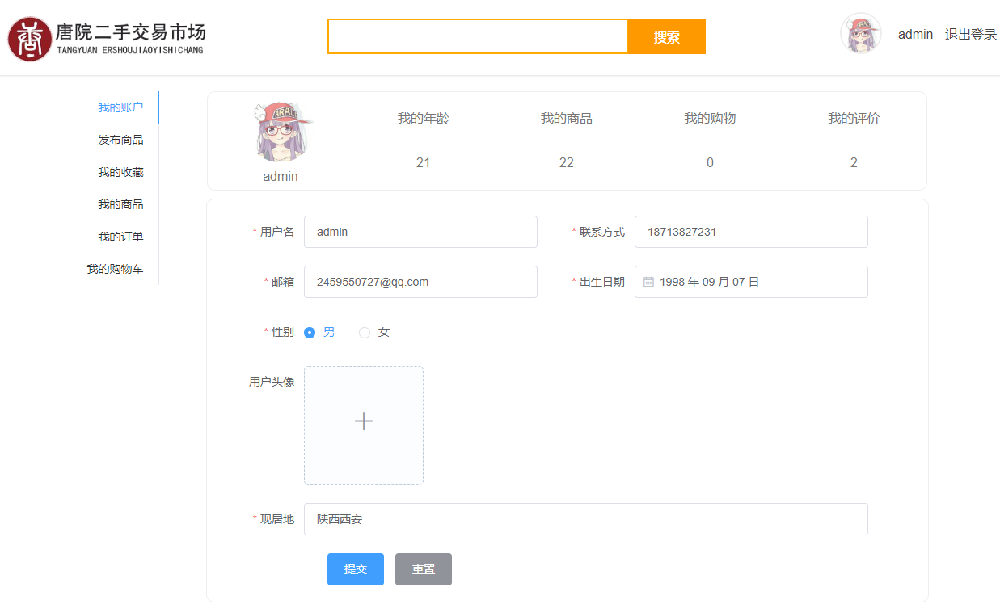 唐院二手交易市场
TANGYUAN ERSHOUJIAOYISHICHANG
搜索
admin 退出登录
我的账户
发布商品
我的收藏
我的商品
我的订单
我的购物车
ARALE
admin
我的年龄 我的商品 我的购物 我的评价
21 22 0 2
* 用户名 admin * 联系方式 18713827231
* 邮箱 2459550727@qq.com * 出生日期 1998 年 09 月 07 日
* 性别 男 女
用户头像
* 现居地 陕西西安
提交 重置